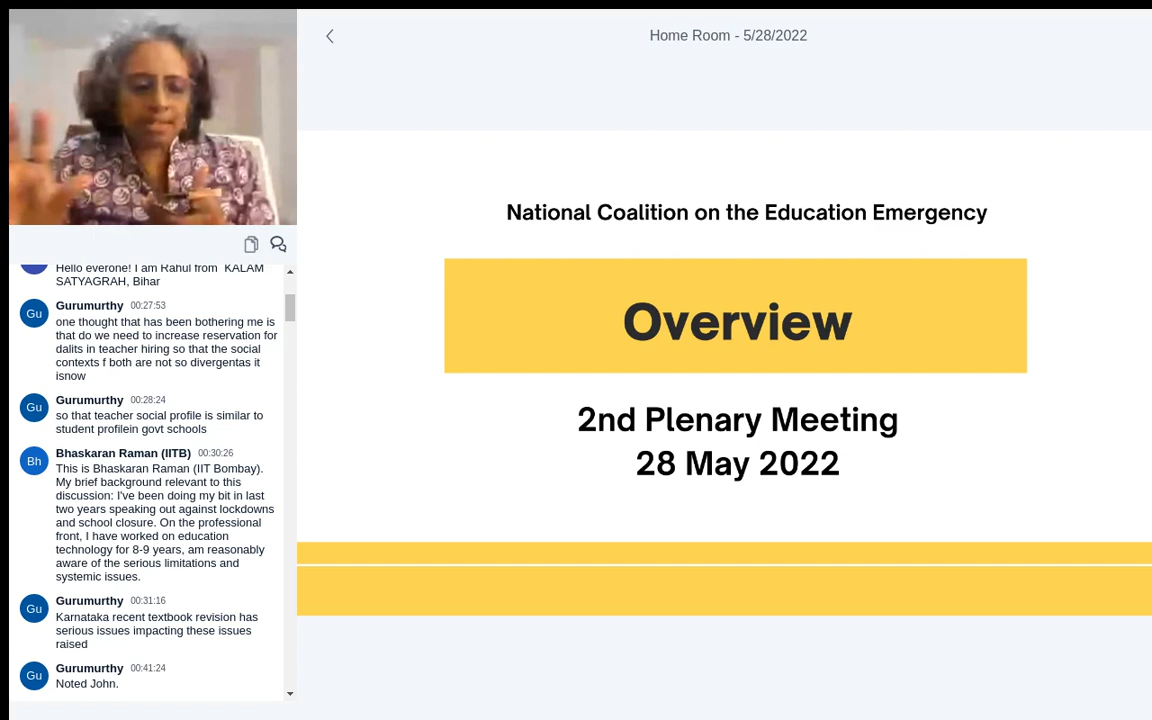 Home Room - 5/28/2022
Hello everone! I am Rahul from KALAM
SATYAGRAH, Bihar
Gu
Gurumurthy 00:27:53
one thought that has been bothering me is
that do we need to increase reservation for
dalits in teacher hiring so that the social
contexts f both are not so divergentas it
isnow
Gu
Gurumurthy 00:28:24
so that teacher social profile is similar to
student profilein govt schools
Bh
Bhaskaran Raman (IITB) 00:30:26
This is Bhaskaran Raman (IIT Bombay).
My brief background relevant to this
discussion: I've been doing my bit in last
two years speaking out against lockdowns
and school closure. On the professional
front, I have worked on education
technology for 8-9 years, am reasonably
aware of the serious limitations and
systemic issues.
Gu
Gurumurthy 00:31:16
Karnataka recent textbook revision has
serious issues impacting these issues
raised
Gu
Gurumurthy 00:41:24
Noted John.
National Coalition on the Education Emergency
Overview
2nd Plenary Meeting
28 May 2022